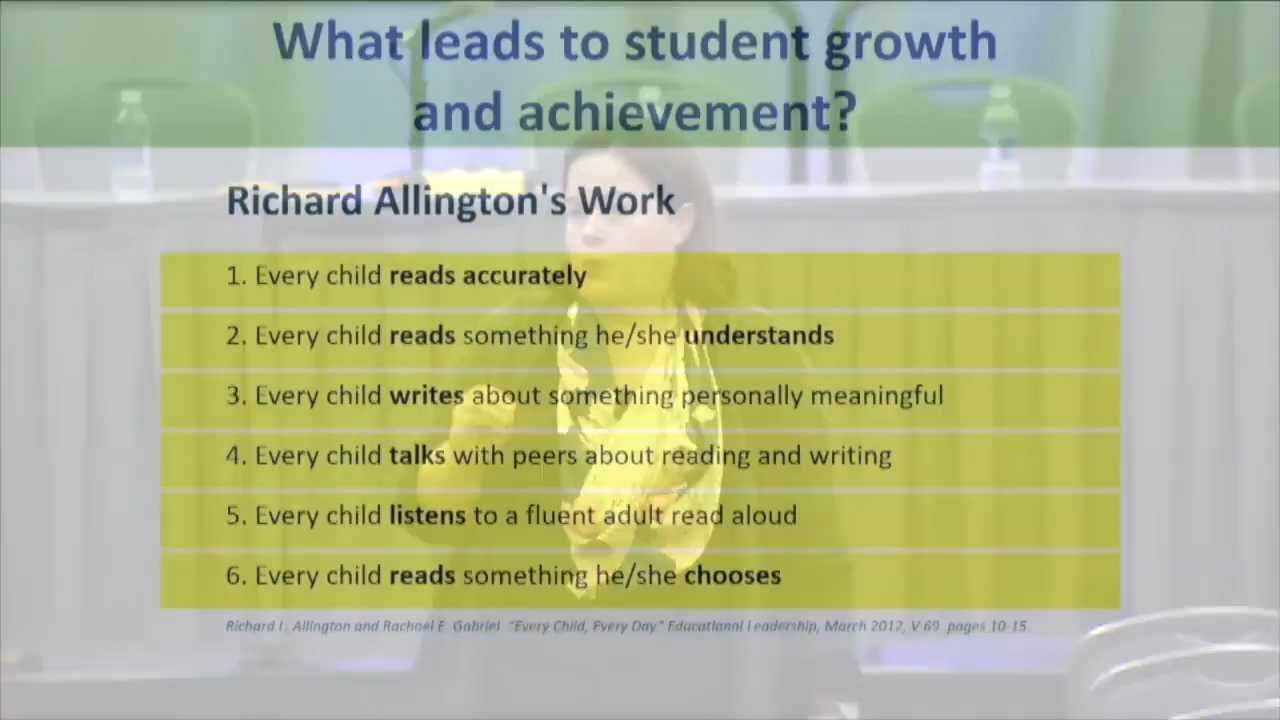 What leads to student growth
and achievement?
Richard Allington's Work
1. Every child reads accurately
2. Every child reads something he/she understands
3. Every child writes about something personally meaningful
4. Every child talks with peers about reading and writing
5. Every child listens to a fluent adult read aloud
6. Every child reads something he/she chooses
Richard L. Allington and Rachael E. Gabriel "Every Child, Every Day" Educational Leadership, March 2012, V 69. pages 10-15.